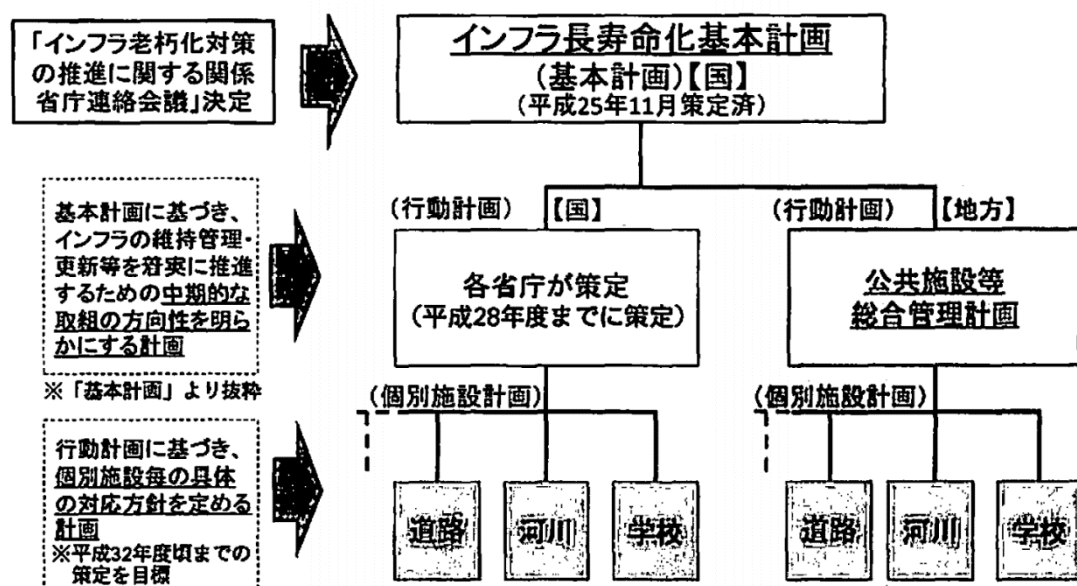 「インフラ老朽化対策
の推進に関する関係
省庁連絡会議」決定
インフラ長寿命化基本計画
(基本計画)【国】
(平成25年11月策定済)
基本計画に基づき、
インフラの維持管理・
更新等を着実に推進
するための中期的な
取組の方向性を明ら
かにする計画
※「基本計画」より抜粋
(行動計画)【国】
各省庁が策定
(平成28年度までに策定)
(行動計画)【地方】
公共施設等
総合管理計画
行動計画に基づき、
個別施設毎の具体
の対応方針を定める
計画
※平成32年度頃までの
策定を目標
(個別施設計画)
道路
河川
学校
(個別施設計画)
道路
河川
学校